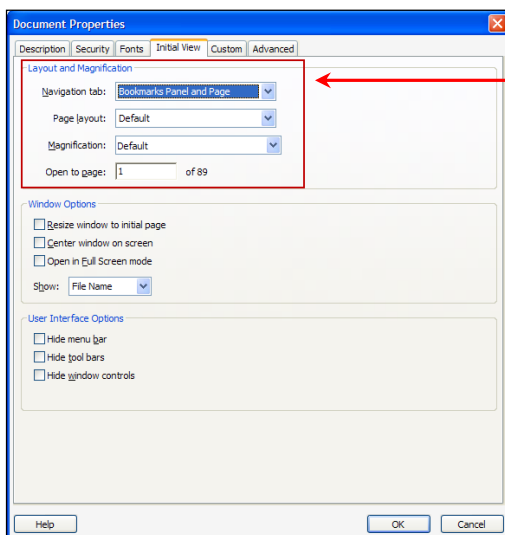 Document Properties
Description Security Fonts Initial View Custom Advanced
Layout and Magnification
Navigation tab: Bookmarks Panel and Page
Page layout: Default
Magnification: Default
Open to page: 1 of 89
Window Options
Resize window to initial page
Center window on screen
Open in Full Screen mode
Show: File Name
User Interface Options
Hide menu bar
Hide tool bars
Hide window controls
Help OK Cancel